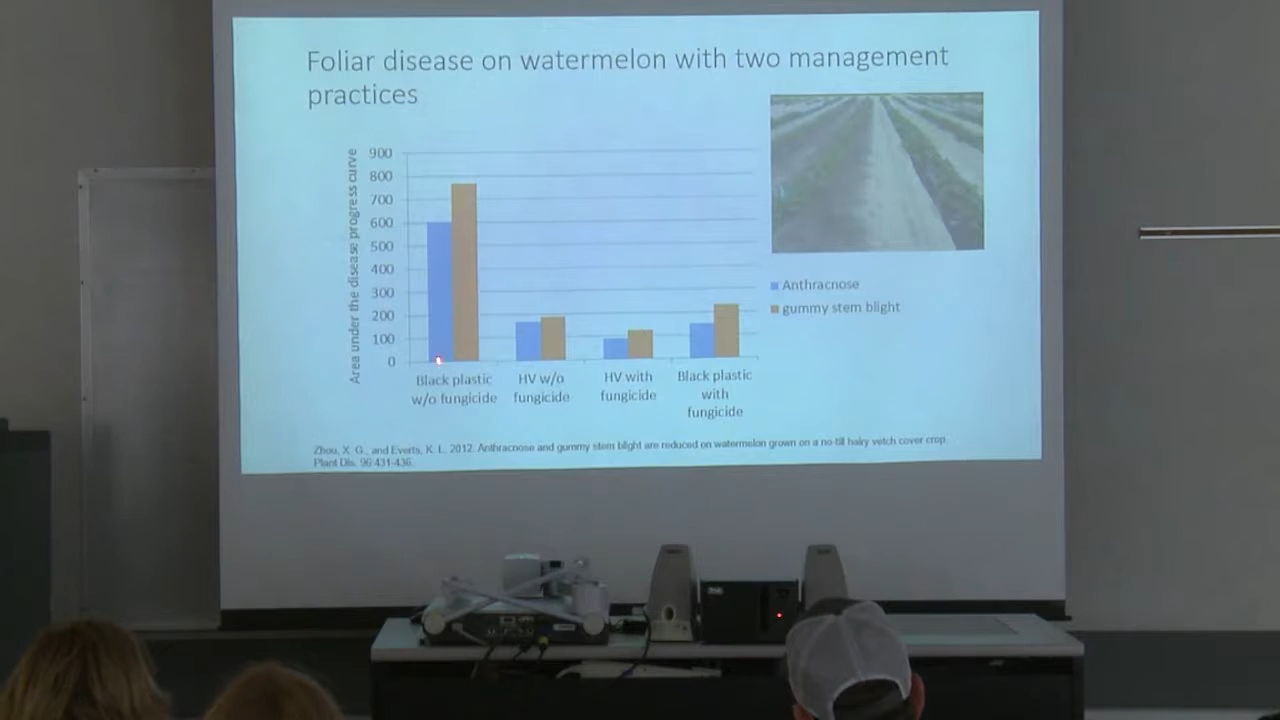 Foliar disease on watermelon with two management
practices
Area under the disease progress curve
900
800
700
600
500
400
300
200
100
0
Black plastic
w/o fungicide
HV w/o
fungicide
HV with
fungicide
Black plastic
with
fungicide
Anthracnose
gummy stem blight
Zhou, X. G., and Everts, K. L. 2012. Anthracnose and gummy stem blight are reduced on watermelon grown on a no-till hairy vetch cover crop.
Plant Dis. 96:431-436.